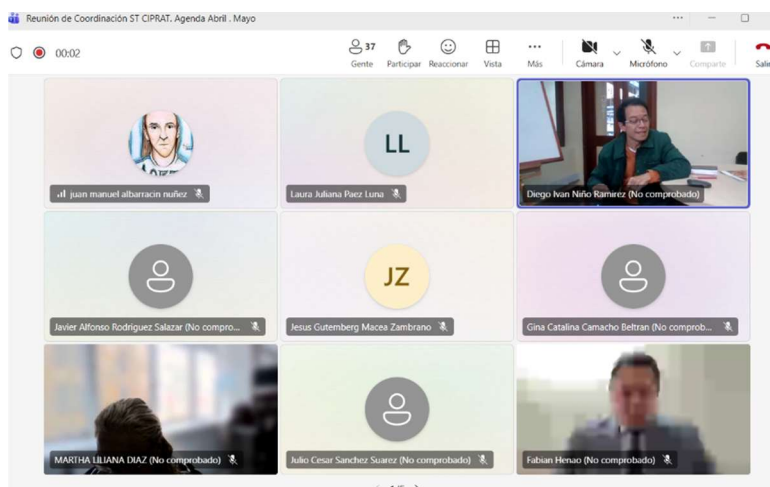 Reunión de Coordinación ST CIPRAT. Agenda Abril . Mayo
00:02
37
Gente Participar Reaccionar Vista Más Cámara Micrófono Comparte Salir
LL
juan manuel albarracin nuñez Laura Juliana Paez Luna Diego Ivan Niño Ramirez (No comprobado)
JZ
Javier Alfonso Rodriguez Salazar (No compro... Jesus Gutemberg Macea Zambrano Gina Catalina Camacho Beltran (No comprob...
MARTHA LILIANA DIAZ (No comprobado) Julio Cesar Sanchez Suarez (No comprobado) Fabian Henao (No comprobado)